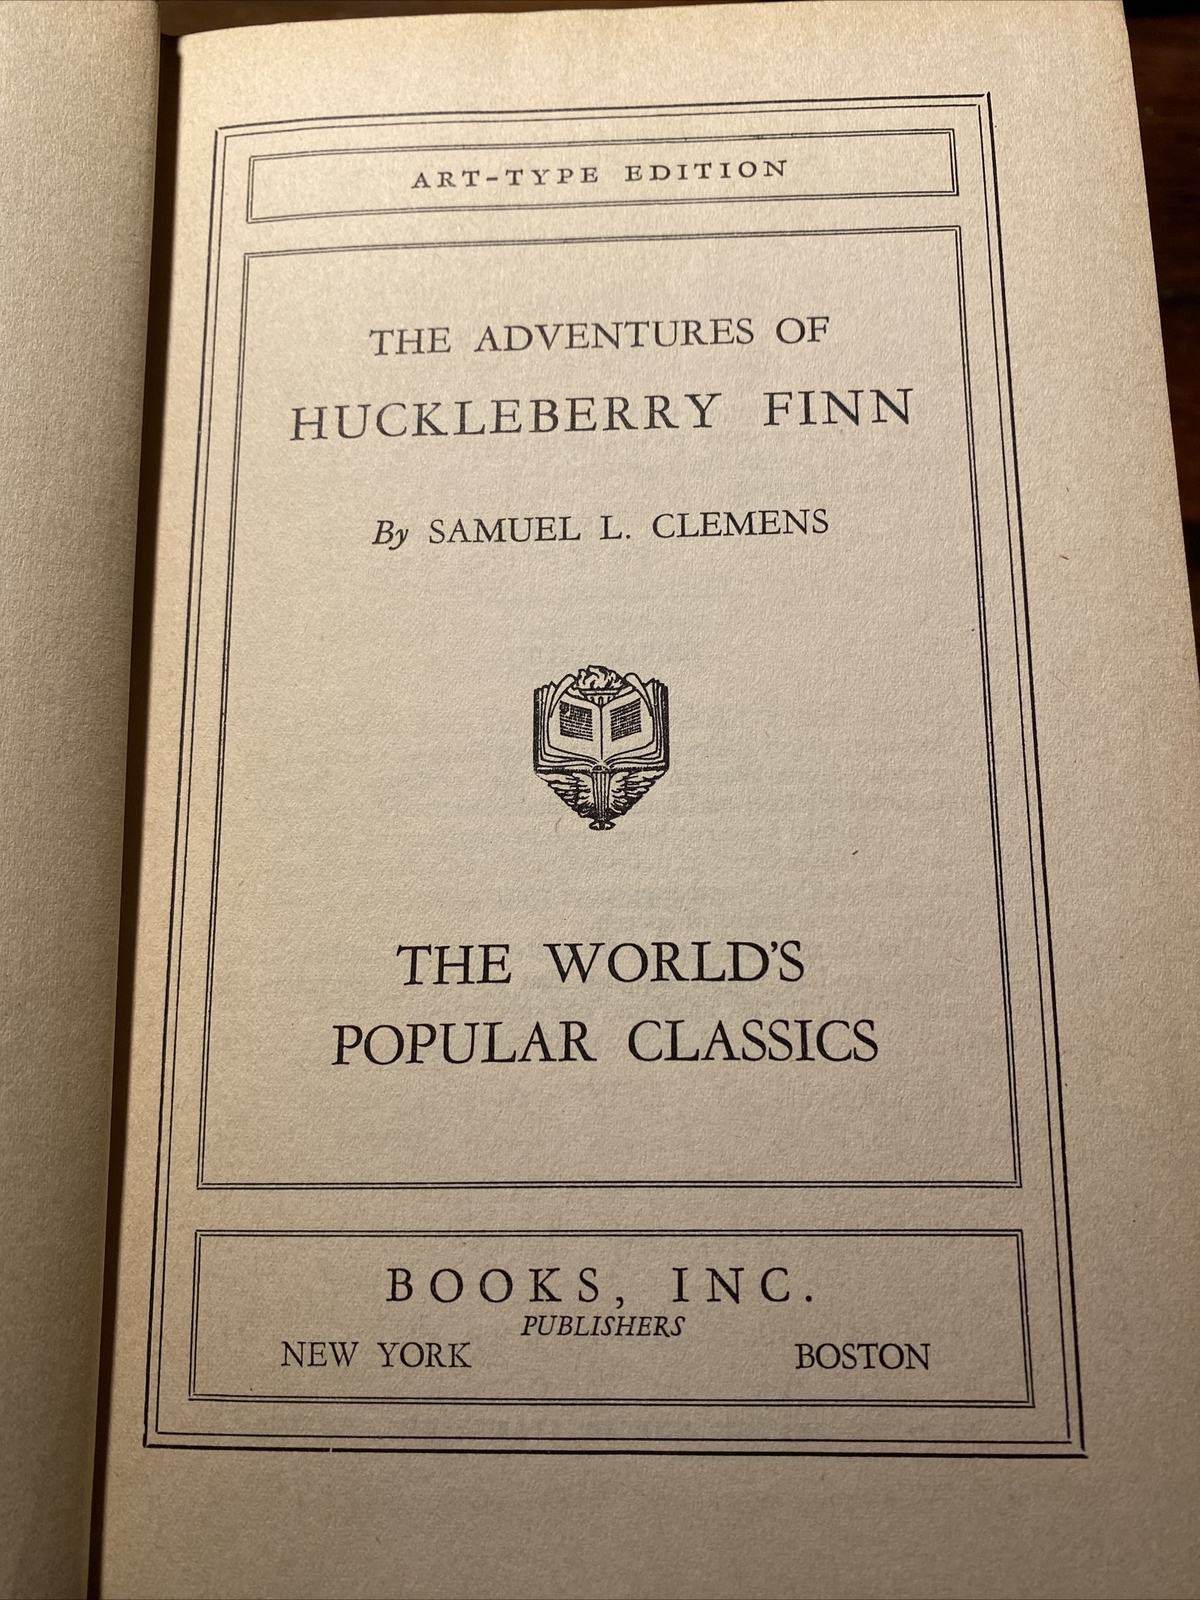 ART-TYPE EDITION
THE ADVENTURES OF
HUCKLEBERRY FINN
By SAMUEL L. CLEMENS
THE WORLD'S
POPULAR CLASSICS
BOOKS, INC.
PUBLISHERS
NEW YORK BOSTON